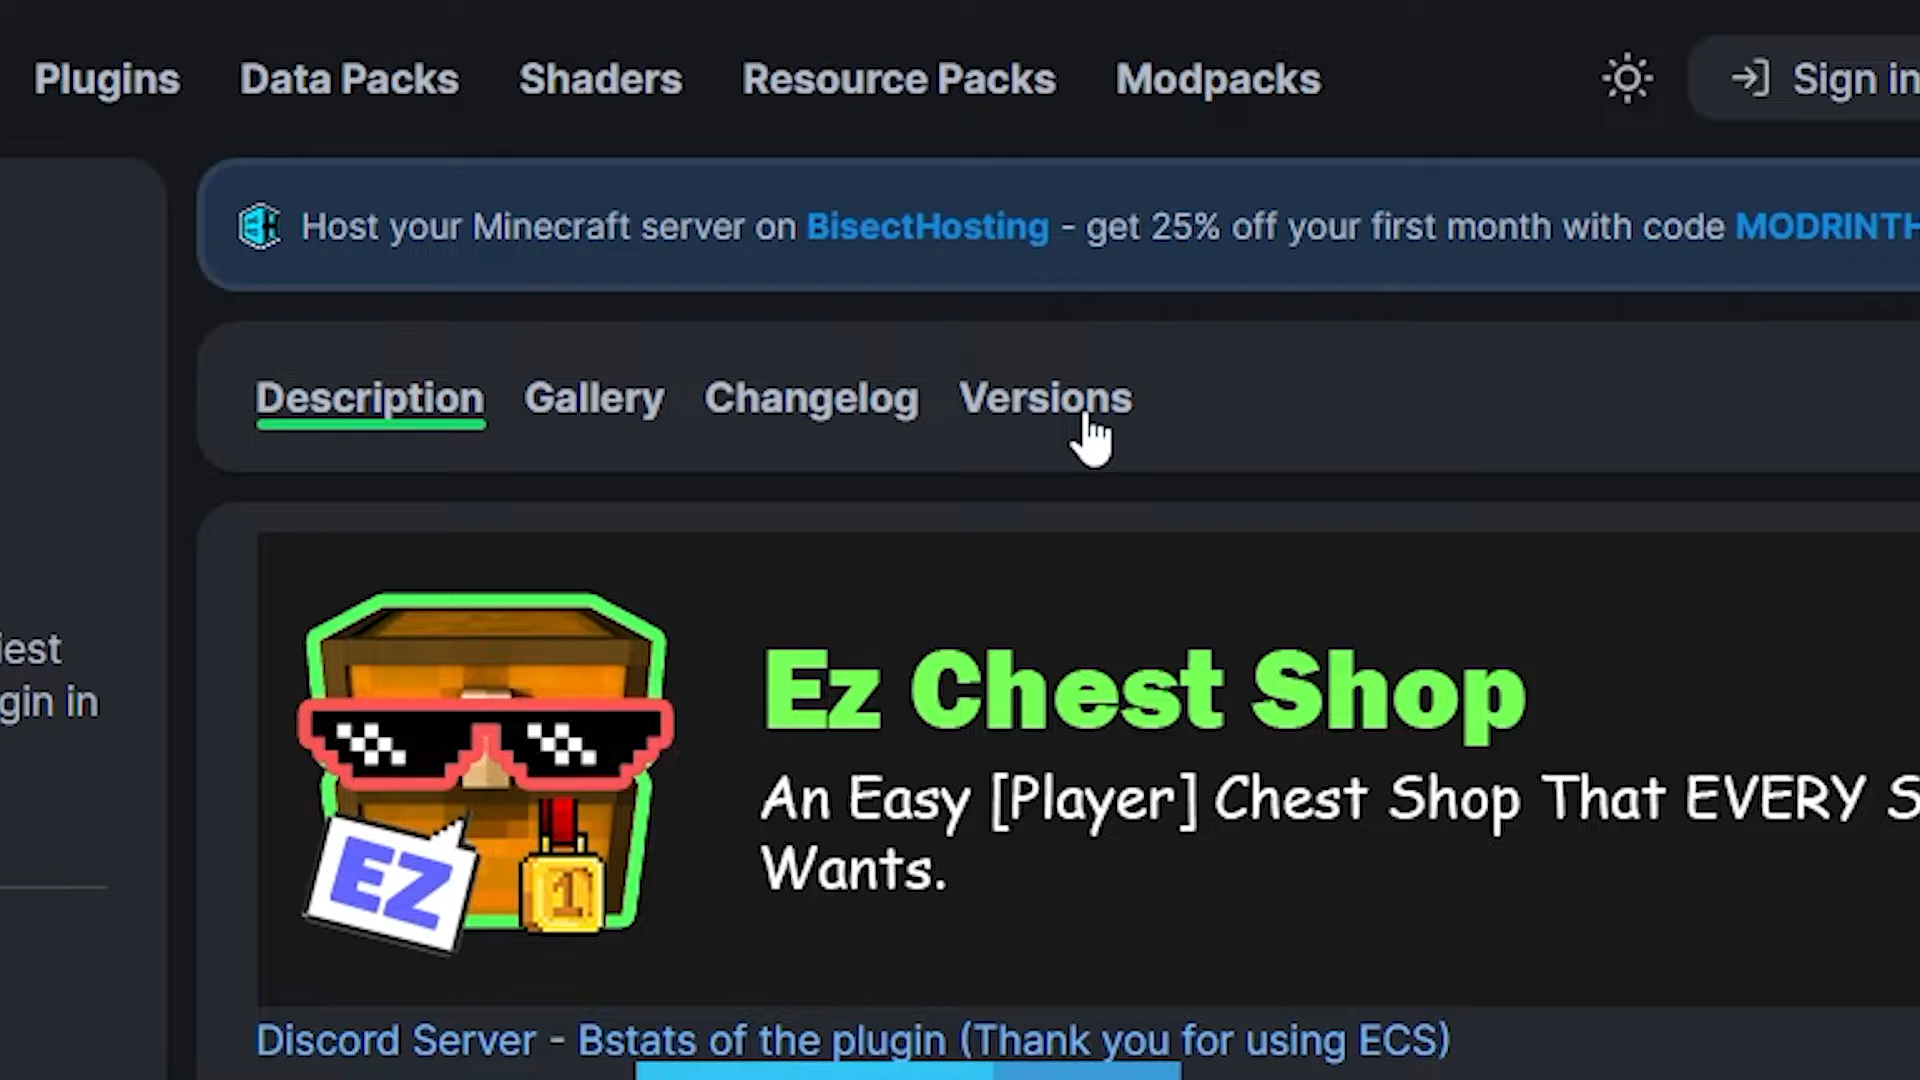 Plugins Data Packs Shaders Resource Packs Modpacks Sign in
Host your Minecraft server on BisectHosting - get 25% off your first month with code MODRINTH
Description Gallery Changelog Versions
iest
gin in
Ez Chest Shop
An Easy [Player] Chest Shop That EVERY S
Wants.
EZ
1
Discord Server - Bstats of the plugin (Thank you for using ECS)